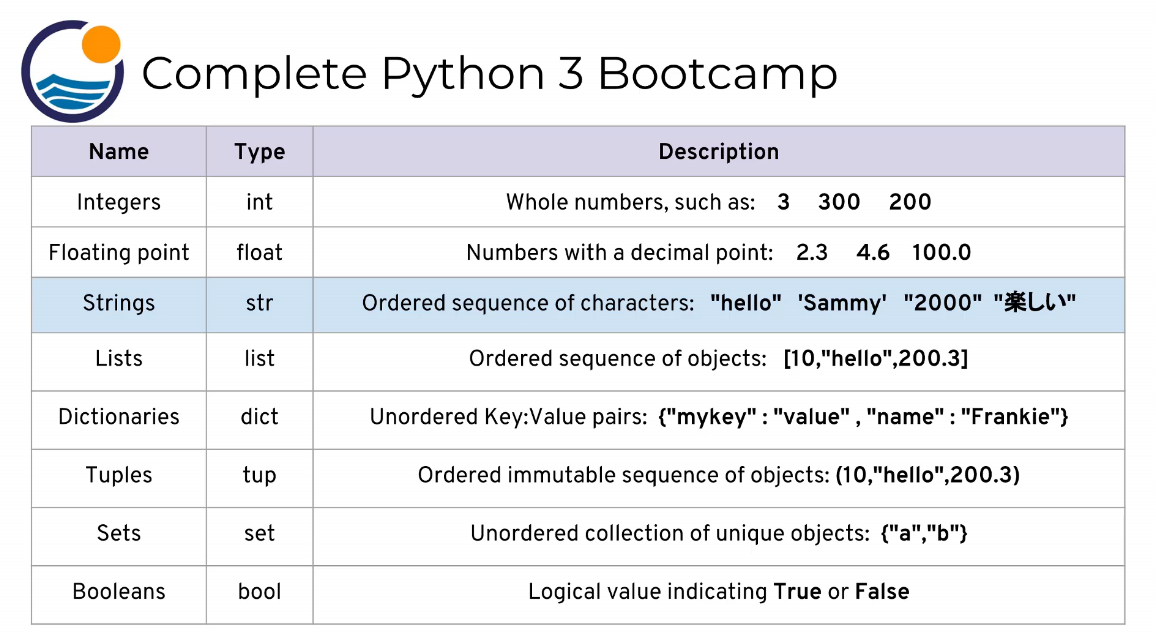 Complete Python 3 Bootcamp
Name Type Description
Integers int Whole numbers, such as: 3 300 200
Floating point float Numbers with a decimal point: 2.3 4.6 100.0
Strings str Ordered sequence of characters: "hello" 'Sammy' "2000" "楽しい"
Lists list Ordered sequence of objects: [10,"hello",200.3]
Dictionaries dict Unordered Key:Value pairs: {"mykey" : "value" , "name" : "Frankie"}
Tuples tup Ordered immutable sequence of objects: (10,"hello",200.3)
Sets set Unordered collection of unique objects: {"a","b"}
Booleans bool Logical value indicating True or False